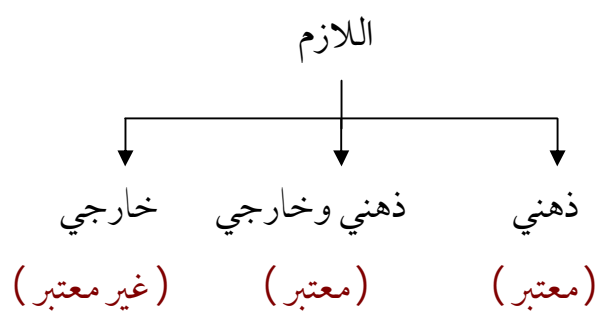 اللازم
ذهني ذهني وخارجي خارجي
(معتبر) (معتبر) (غير معتبر)